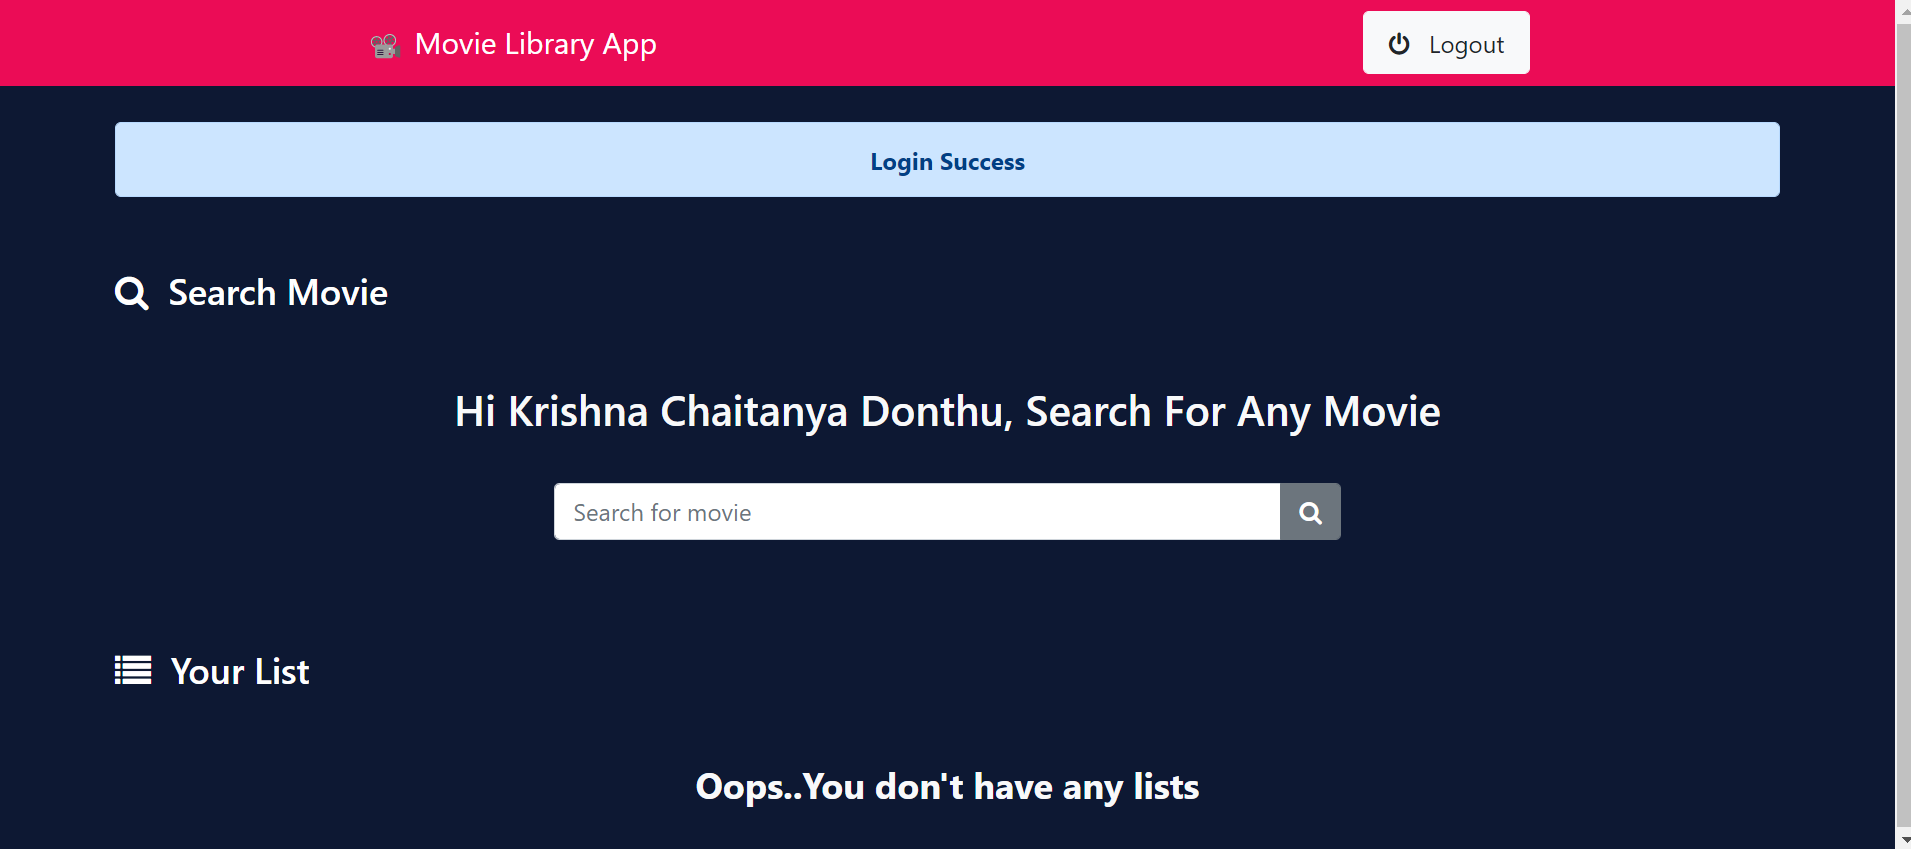 Movie Library App
Logout
Login Success
Search Movie
Hi Krishna Chaitanya Donthu, Search For Any Movie
Search for movie
Your List
Oops..You don't have any lists